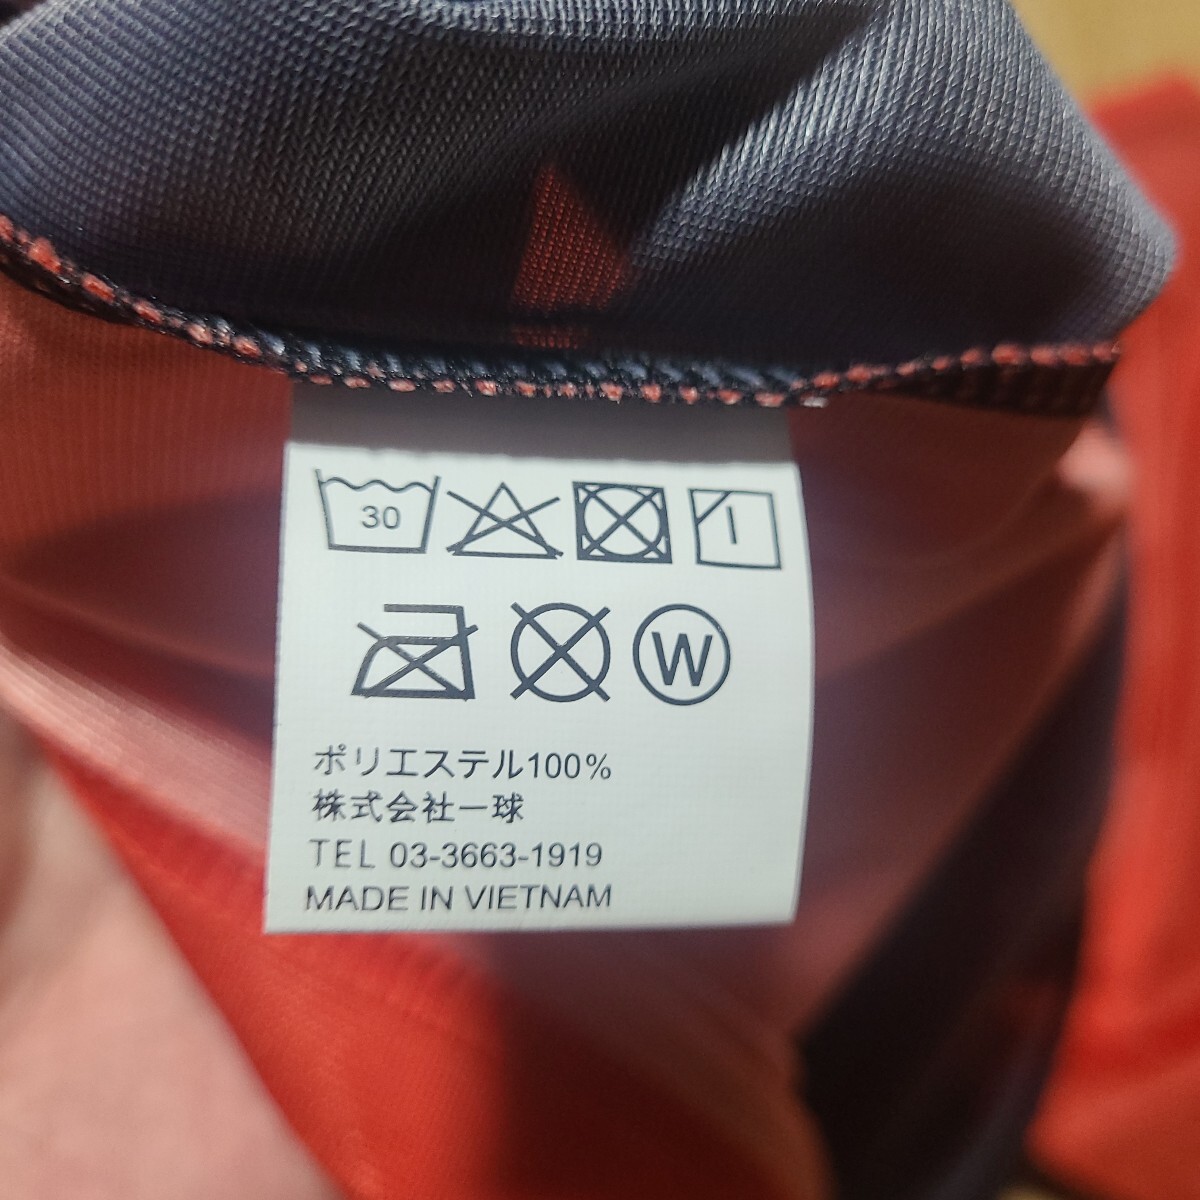 30
W
ポリエステル100%
株式会社一球
TEL 03-3663-1919
MADE IN VIETNAM